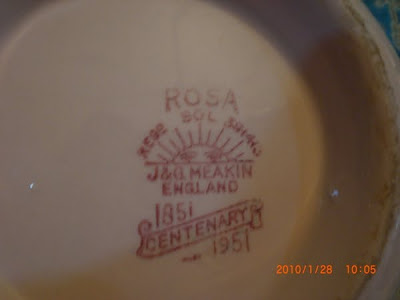 ROSA
SOL
J&G. MEAKIN
ENGLAND
1851
CENTENARY
1951
2010/1/28 10:05